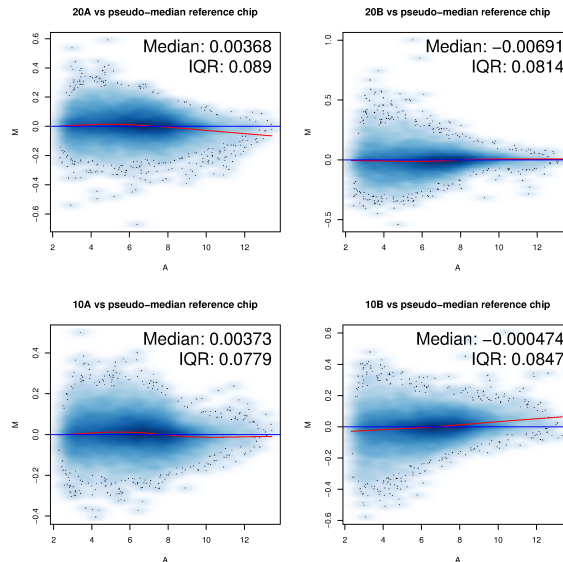 20A vs pseudo−median reference chip
Median: 0.00368
IQR: 0.089
M
0.6
0.4
0.2
0.0
−0.2
−0.4
−0.6
2 4 6 8 10 12
A
20B vs pseudo−median reference chip
Median: −0.00691
IQR: 0.0814
M
1.0
0.5
0.0
−0.5
2 4 6 8 10 12
A
10A vs pseudo−median reference chip
Median: 0.00373
IQR: 0.0779
M
0.4
0.2
0.0
−0.2
−0.4
2 4 6 8 10 12
A
10B vs pseudo−median reference chip
Median: −0.000474
IQR: 0.0847
M
0.6
0.4
0.2
0.0
−0.2
−0.4
−0.6
2 4 6 8 10 12
A